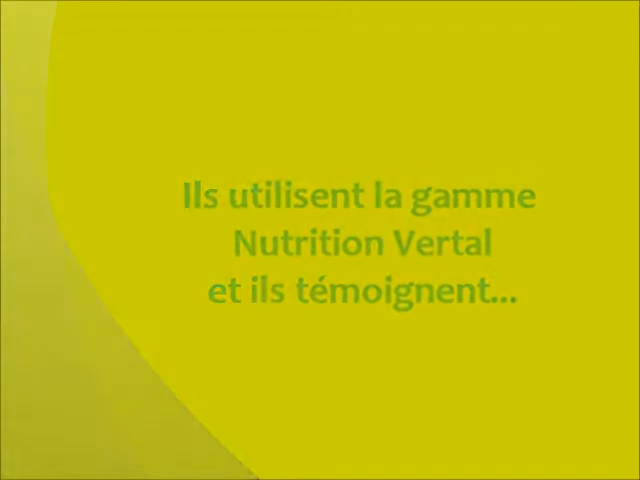 Ils utilisent la gamme
Nutrition Vertal
et ils témoignent...